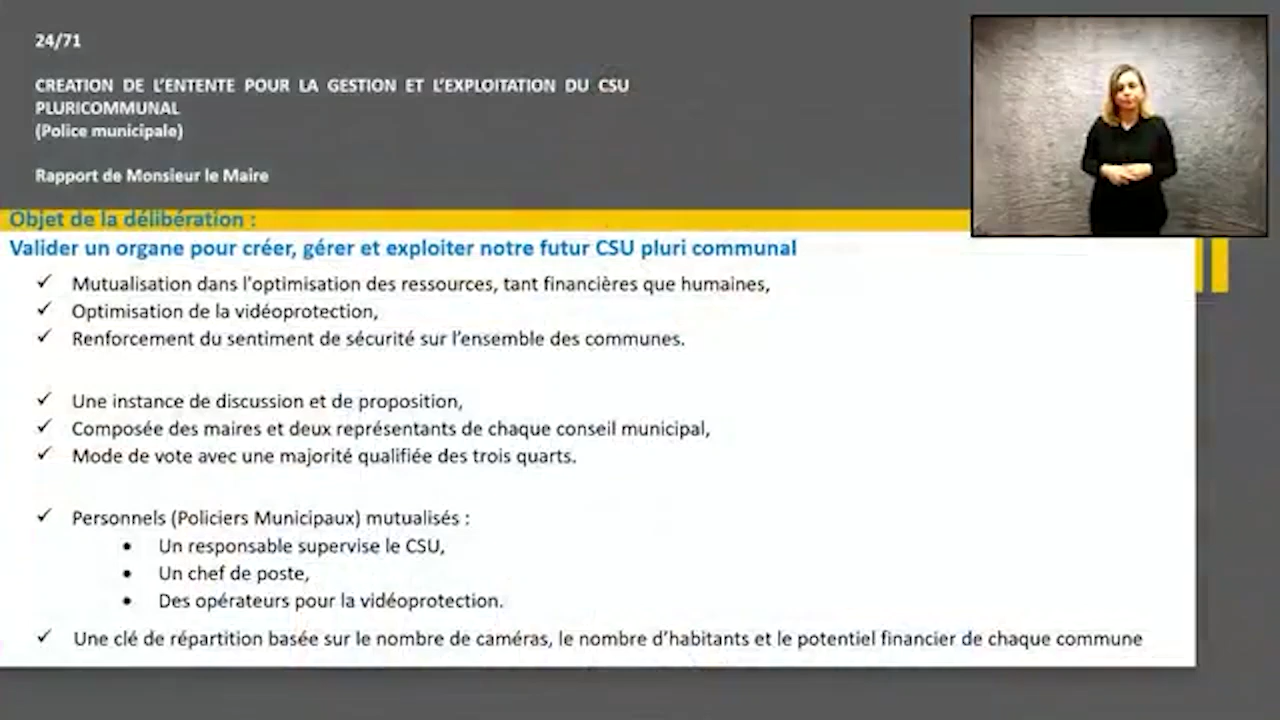 24/71
CREATION DE L'ENTENTE POUR LA GESTION ET L'EXPLOITATION DU CSU
PLURICOMMUNAL
(Police municipale)
Rapport de Monsieur le Maire
Objet de la délibération :
Valider un organe pour créer, gérer et exploiter notre futur CSU pluri communal
✓ Mutualisation dans l'optimisation des ressources, tant financières que humaines,
✓ Optimisation de la vidéoprotection,
✓ Renforcement du sentiment de sécurité sur l'ensemble des communes.
✓ Une instance de discussion et de proposition,
✓ Composée des maires et deux représentants de chaque conseil municipal,
✓ Mode de vote avec une majorité qualifiée des trois quarts.
✓ Personnels (Policiers Municipaux) mutualisés :
• Un responsable supervise le CSU,
• Un chef de poste,
• Des opérateurs pour la vidéoprotection.
✓ Une clé de répartition basée sur le nombre de caméras, le nombre d'habitants et le potentiel financier de chaque commune